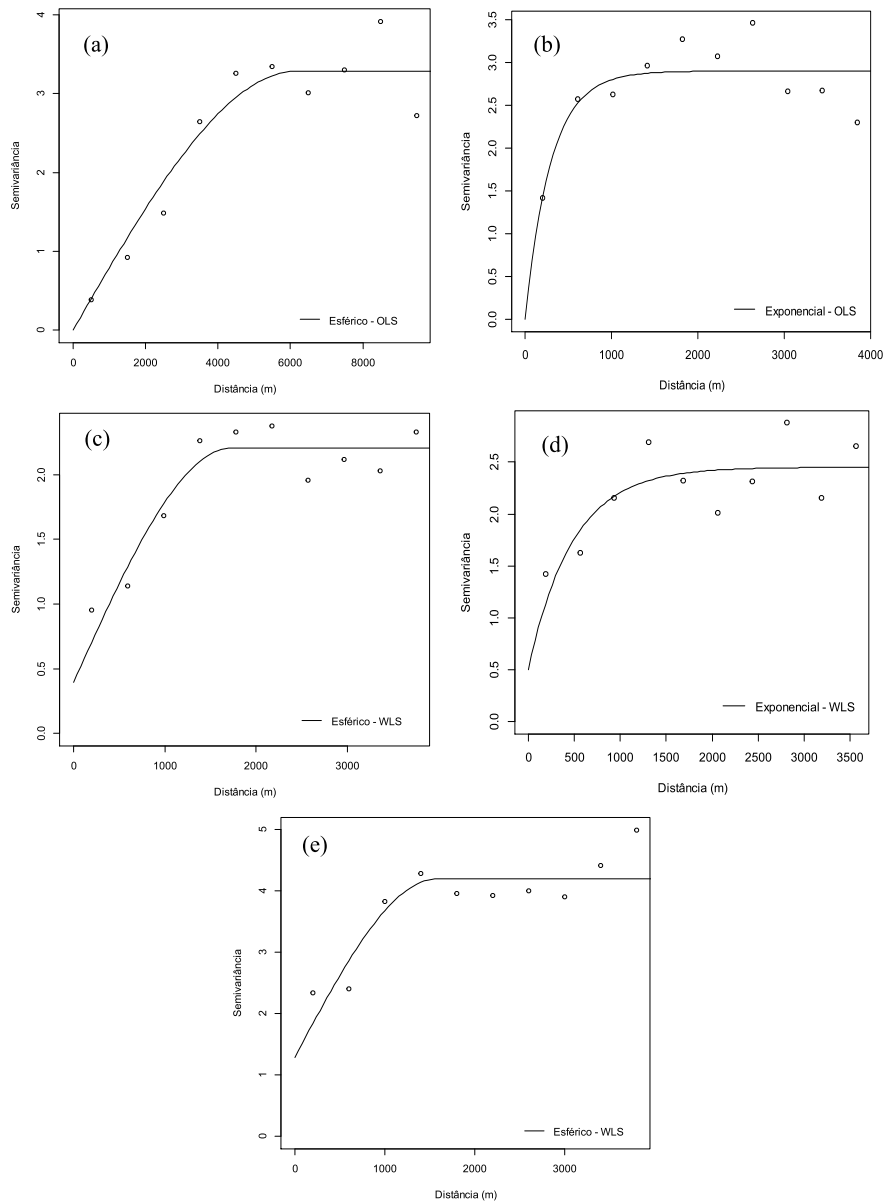 (a)
4
3
2
1
0
Semivariância
0 2000 4000 6000 8000
Distância (m)
Esférico - OLS
(b)
3.5
3.0
2.5
2.0
1.5
1.0
0.5
0.0
Semivariância
0 1000 2000 3000 4000
Distância (m)
Exponencial - OLS
(c)
2.0
1.5
1.0
0.5
0.0
Semivariância
0 1000 2000 3000
Distância (m)
Esférico - WLS
(d)
2.5
2.0
1.5
1.0
0.5
0.0
Semivariância
0 500 1000 1500 2000 2500 3000 3500
Distância (m)
Exponencial - WLS
(e)
5
4
3
2
1
0
Semivariância
0 1000 2000 3000
Distância (m)
Esférico - WLS